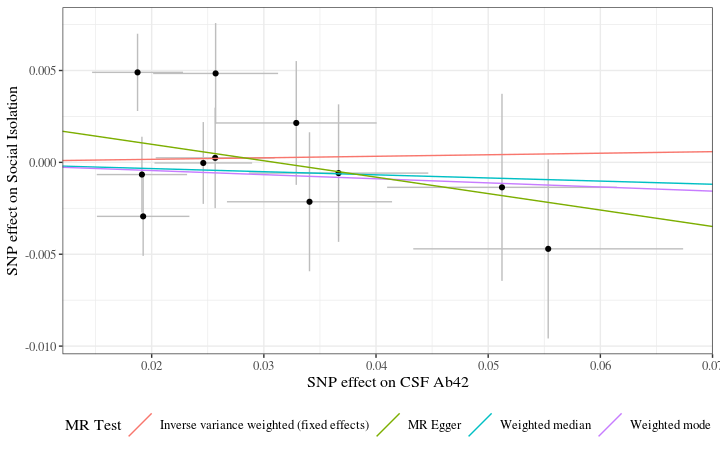 SNP effect on Social Isolation
0.005
0.000
-0.005
-0.010
0.02 0.03 0.04 0.05 0.06 0.07
SNP effect on CSF Ab42
MR Test Inverse variance weighted (fixed effects) MR Egger Weighted median Weighted mode